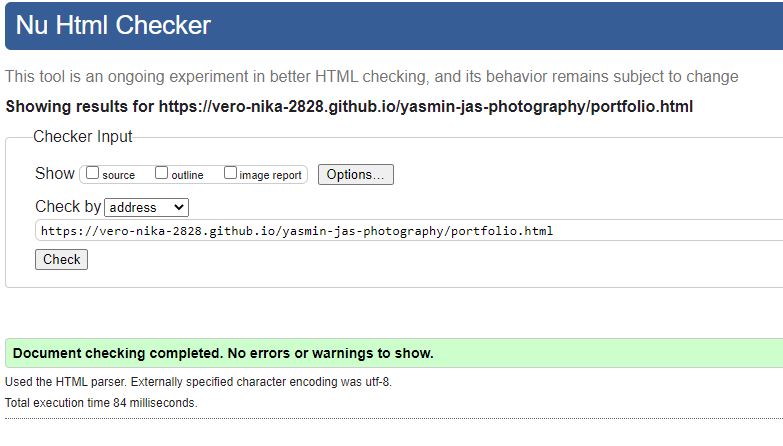 Nu Html Checker
This tool is an ongoing experiment in better HTML checking, and its behavior remains subject to change
Showing results for https://vero-nika-2828.github.io/yasmin-jas-photography/portfolio.html
Checker Input
Show source outline image report Options...
Check by address
https://vero-nika-2828.github.io/yasmin-jas-photography/portfolio.html
Check
Document checking completed. No errors or warnings to show.
Used the HTML parser. Externally specified character encoding was utf-8.
Total execution time 84 milliseconds.